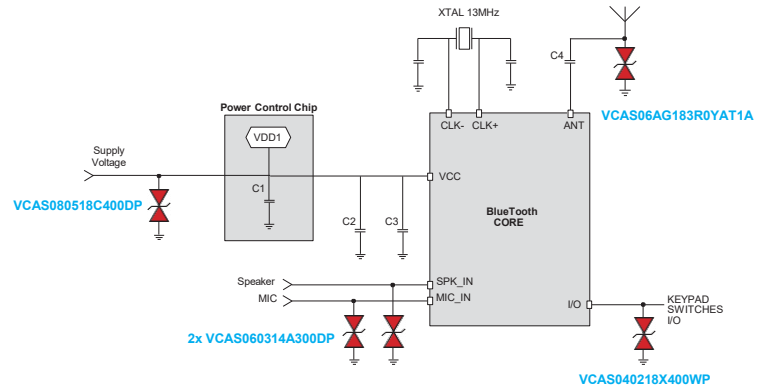 XTAL 13MHz
C4
VCAS06AG183R0YAT1A
Power Control Chip
CLK- CLK+
ANT
VDD1
Supply
Voltage
VCC
C1
VCAS080518C400DP
BlueTooth
CORE
C2
C3
Speaker
SPK_IN
MIC
MIC_IN
I/O
KEYPAD
SWITCHES
I/O
2x VCAS060314A300DP
VCAS040218X400WP